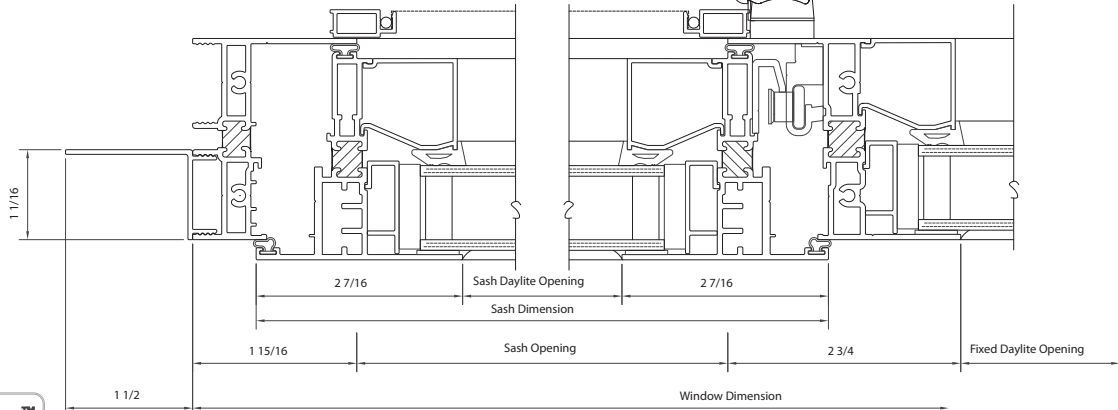 1 1/16
2 7/16
Sash Daylite Opening
2 7/16
Sash Dimension
1 15/16
Sash Opening
2 3/4
Fixed Daylite Opening
1 1/2
Window Dimension
TM